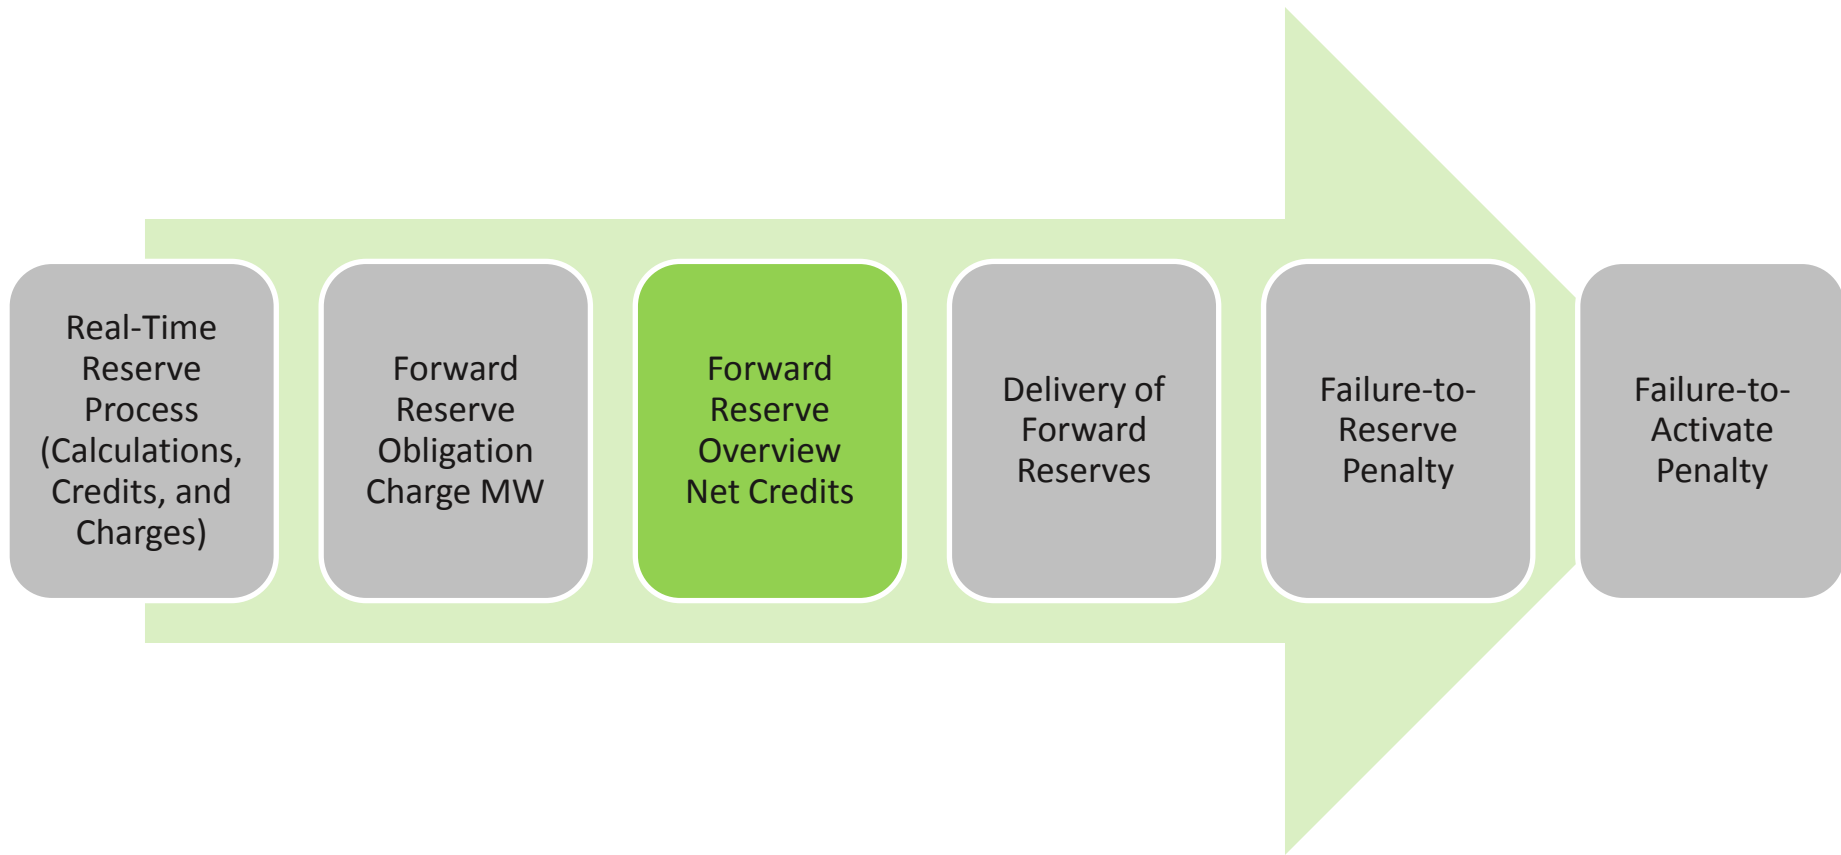 Real-Time
Reserve
Process
(Calculations,
Credits, and
Charges)
Forward
Reserve
Obligation
Charge MW
Forward
Reserve
Overview
Net Credits
Delivery of
Forward
Reserves
Failure-to-
Reserve
Penalty
Failure-to-
Activate
Penalty